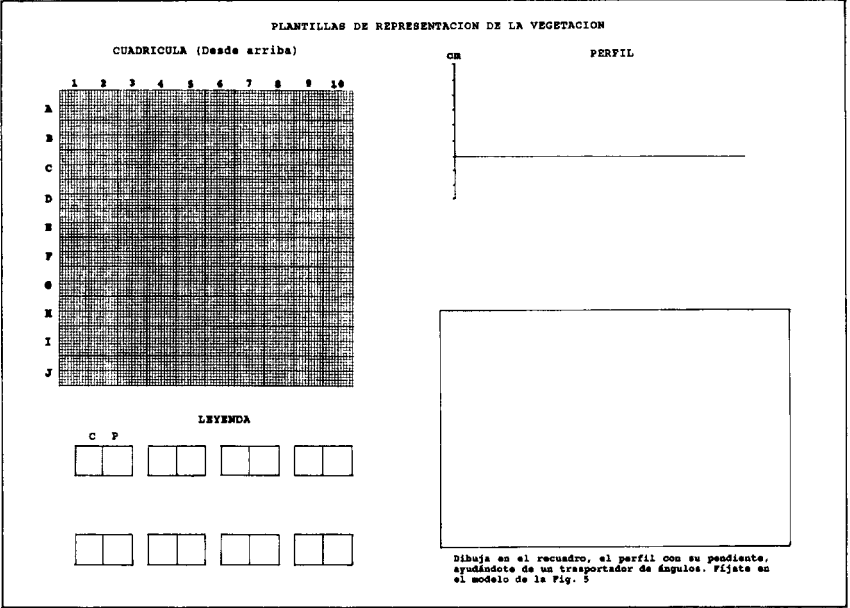 PLANTILLAS DE REPRESENTACION DE LA VEGETACION
CUADRICULA (Desde arriba)
1 2 3 4 5 6 7 8 9 10
A
B
C
D
E
F
G
H
I
J
LEYENDA
C P
cm
PERFIL
Dibuja en el recuadro, el perfil con su pendiente,
ayudándote de un trasportador de ángulos. Fíjate en
el modelo de la Fig. 5